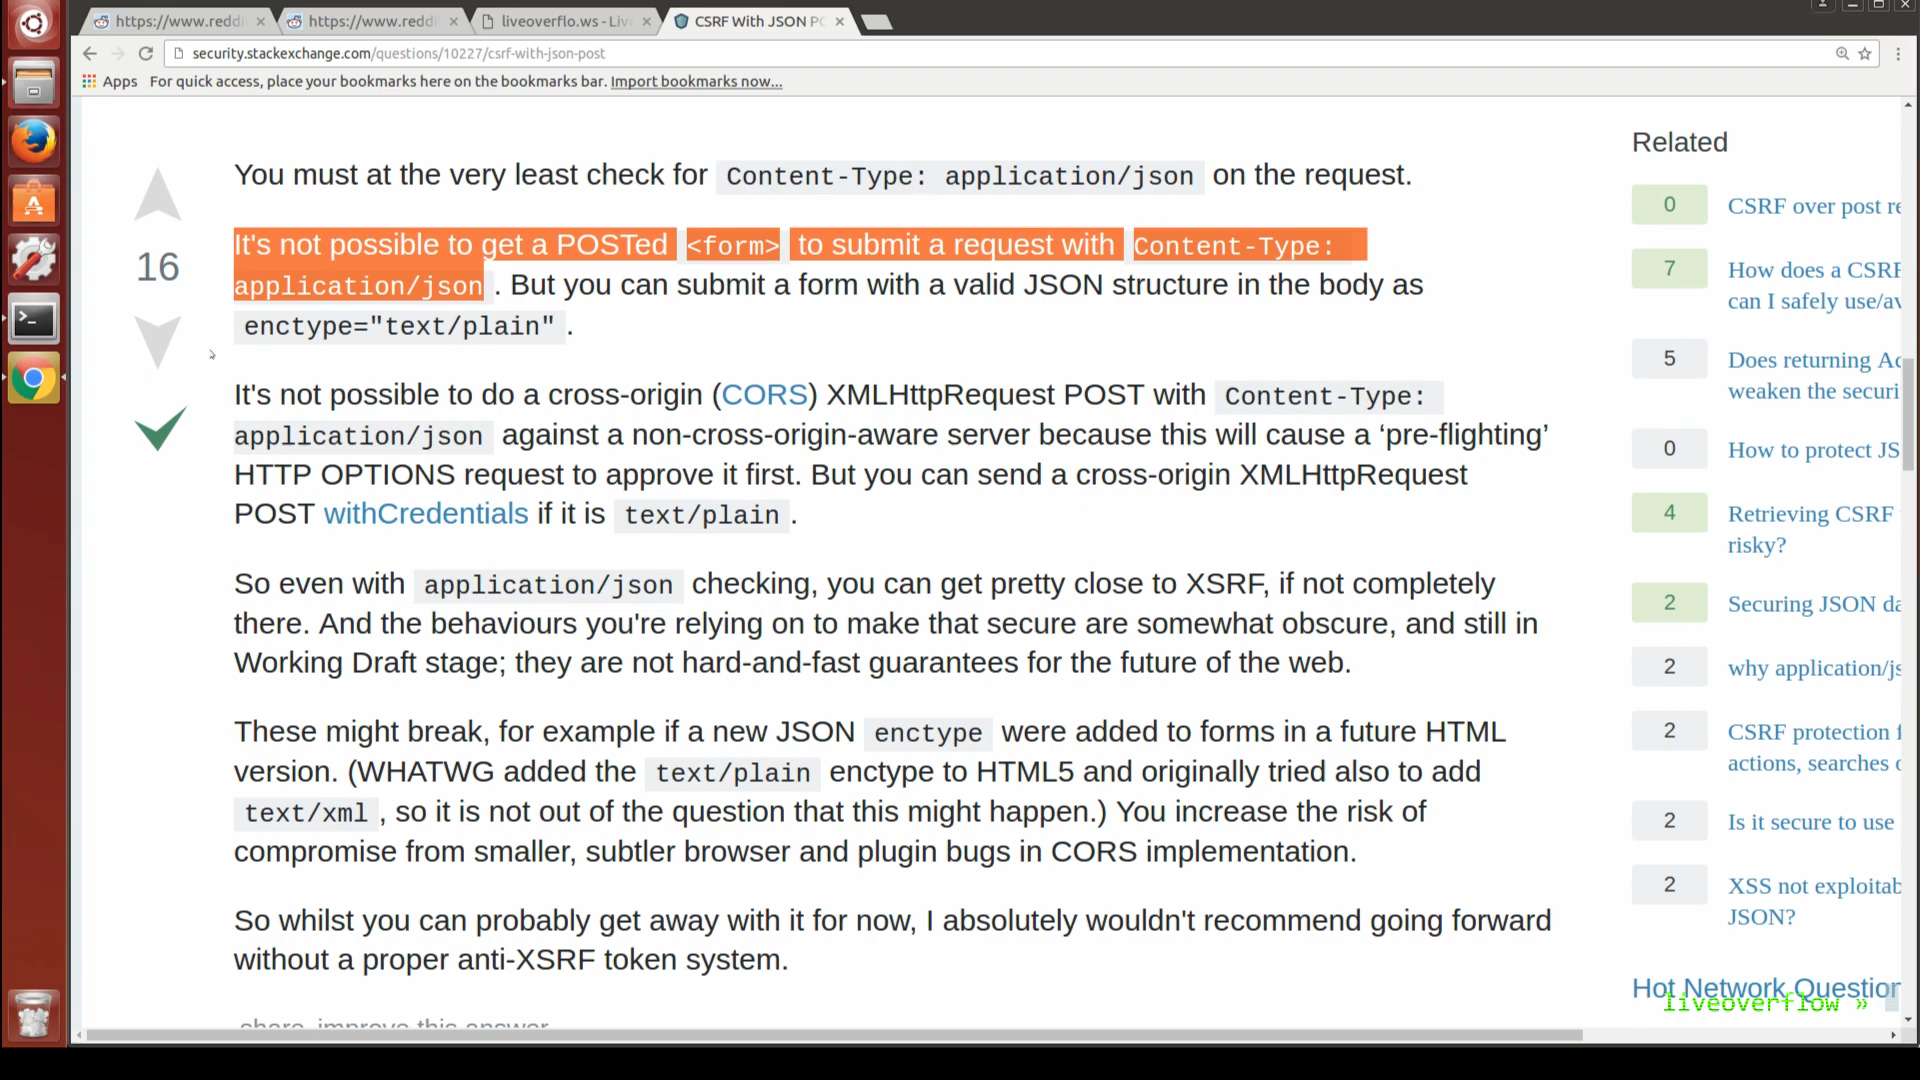 https://www.reddi
https://www.reddi
liveoverflo.ws - Liv
CSRF With JSON PO
security.stackexchange.com/questions/10227/csrf-with-json-post
Apps For quick access, place your bookmarks here on the bookmarks bar. Import bookmarks now...
You must at the very least check for Content-Type: application/json on the request.
It's not possible to get a POSTed <form> to submit a request with Content-Type:
application/json . But you can submit a form with a valid JSON structure in the body as
enctype="text/plain" .
16
It's not possible to do a cross-origin (CORS) XMLHttpRequest POST with Content-Type:
application/json against a non-cross-origin-aware server because this will cause a ‘pre-flighting’
HTTP OPTIONS request to approve it first. But you can send a cross-origin XMLHttpRequest
POST withCredentials if it is text/plain .
So even with application/json checking, you can get pretty close to XSRF, if not completely
there. And the behaviours you're relying on to make that secure are somewhat obscure, and still in
Working Draft stage; they are not hard-and-fast guarantees for the future of the web.
These might break, for example if a new JSON enctype were added to forms in a future HTML
version. (WHATWG added the text/plain enctype to HTML5 and originally tried also to add
text/xml , so it is not out of the question that this might happen.) You increase the risk of
compromise from smaller, subtler browser and plugin bugs in CORS implementation.
So whilst you can probably get away with it for now, I absolutely wouldn't recommend going forward
without a proper anti-XSRF token system.
share improve this answer
Related
0 CSRF over post re
7 How does a CSRF
can I safely use/av
5 Does returning Ac
weaken the securi
0 How to protect JS
4 Retrieving CSRF
risky?
2 Securing JSON da
2 why application/js
2 CSRF protection f
actions, searches o
2 Is it secure to use
2 XSS not exploitab
JSON?
Hot Network Question
liveoverflow »